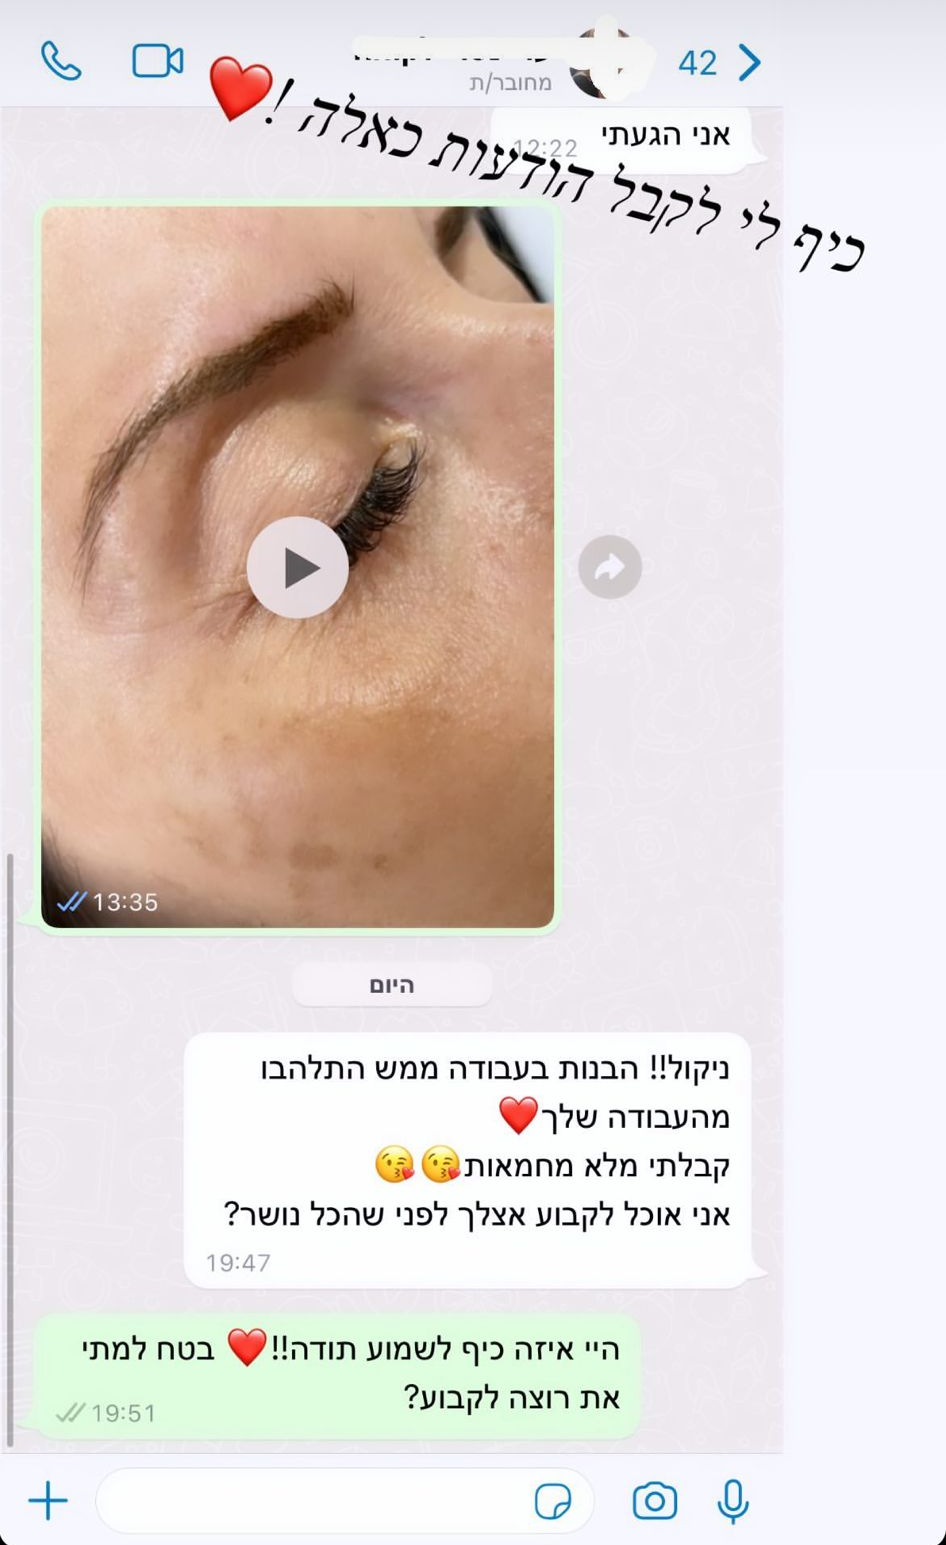 42
מחובר/ת
כיף לי לקבל הודעות כאלה !❤️
אני הגעתי
12:22
13:35
היום
ניקול!! הבנות בעבודה ממש התלהבו
מהעבודה שלך❤️
קבלתי מלא מחמאות😘😘
אני אוכל לקבוע אצלך לפני שהכל נושר?
19:47
היי איזה כיף לשמוע תודה!!❤️ בטח למתי
את רוצה לקבוע?
19:51